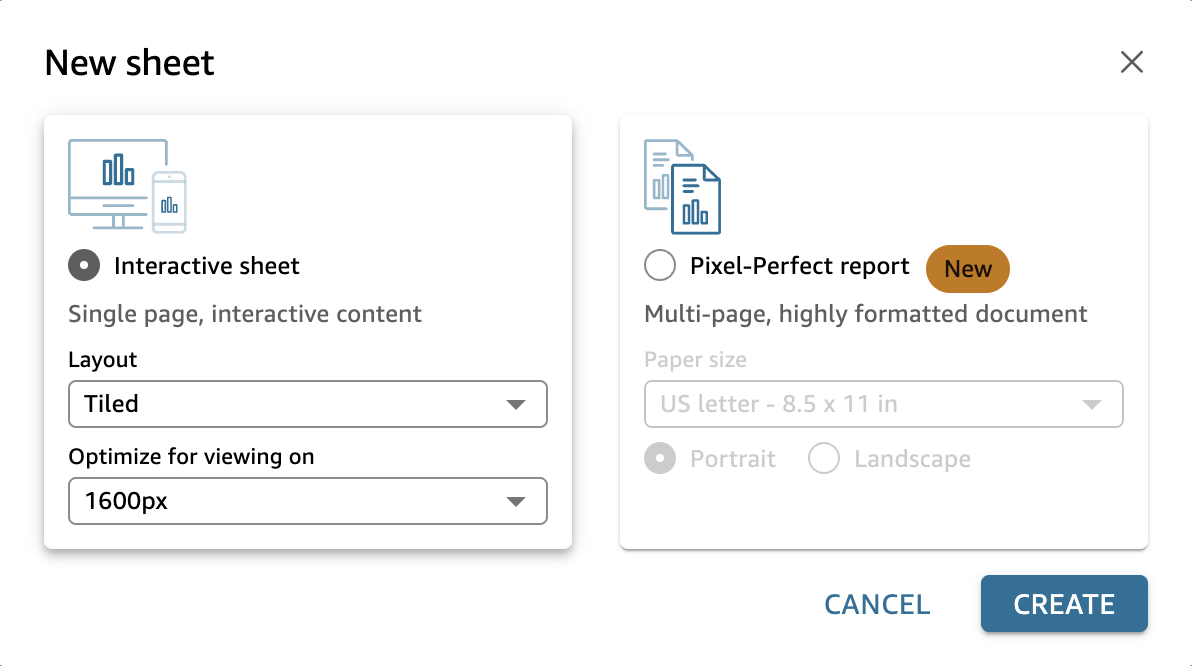 New sheet
Interactive sheet
Single page, interactive content
Layout
Tiled
Optimize for viewing on
1600px
Pixel-Perfect report New
Multi-page, highly formatted document
Paper size
US letter - 8.5 x 11 in
Portrait Landscape
CANCEL CREATE